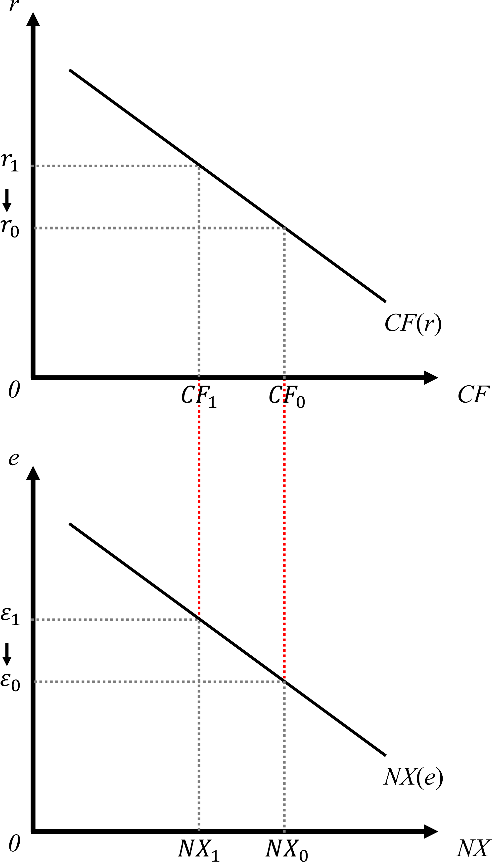 r
r₁
r₀
CF(r)
0
CF₁
CF₀
CF
e
ε₁
ε₀
NX(e)
0
NX₁
NX₀
NX